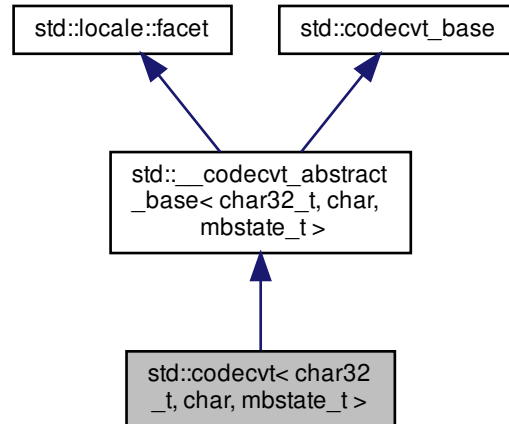 std::locale::facet
std::codecvt_base
std::__codecvt_abstract
_base< char32_t, char,
mbstate_t >
std::codecvt< char32
_t, char, mbstate_t >